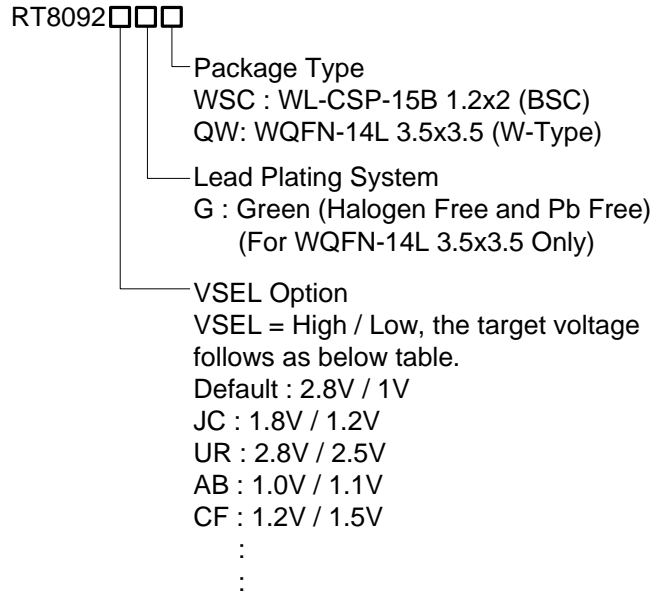 RT8092□□□
Package Type
WSC : WL-CSP-15B 1.2x2 (BSC)
QW: WQFN-14L 3.5x3.5 (W-Type)
Lead Plating System
G : Green (Halogen Free and Pb Free)
(For WQFN-14L 3.5x3.5 Only)
VSEL Option
VSEL = High / Low, the target voltage
follows as below table.
Default : 2.8V / 1V
JC : 1.8V / 1.2V
UR : 2.8V / 2.5V
AB : 1.0V / 1.1V
CF : 1.2V / 1.5V
:
: